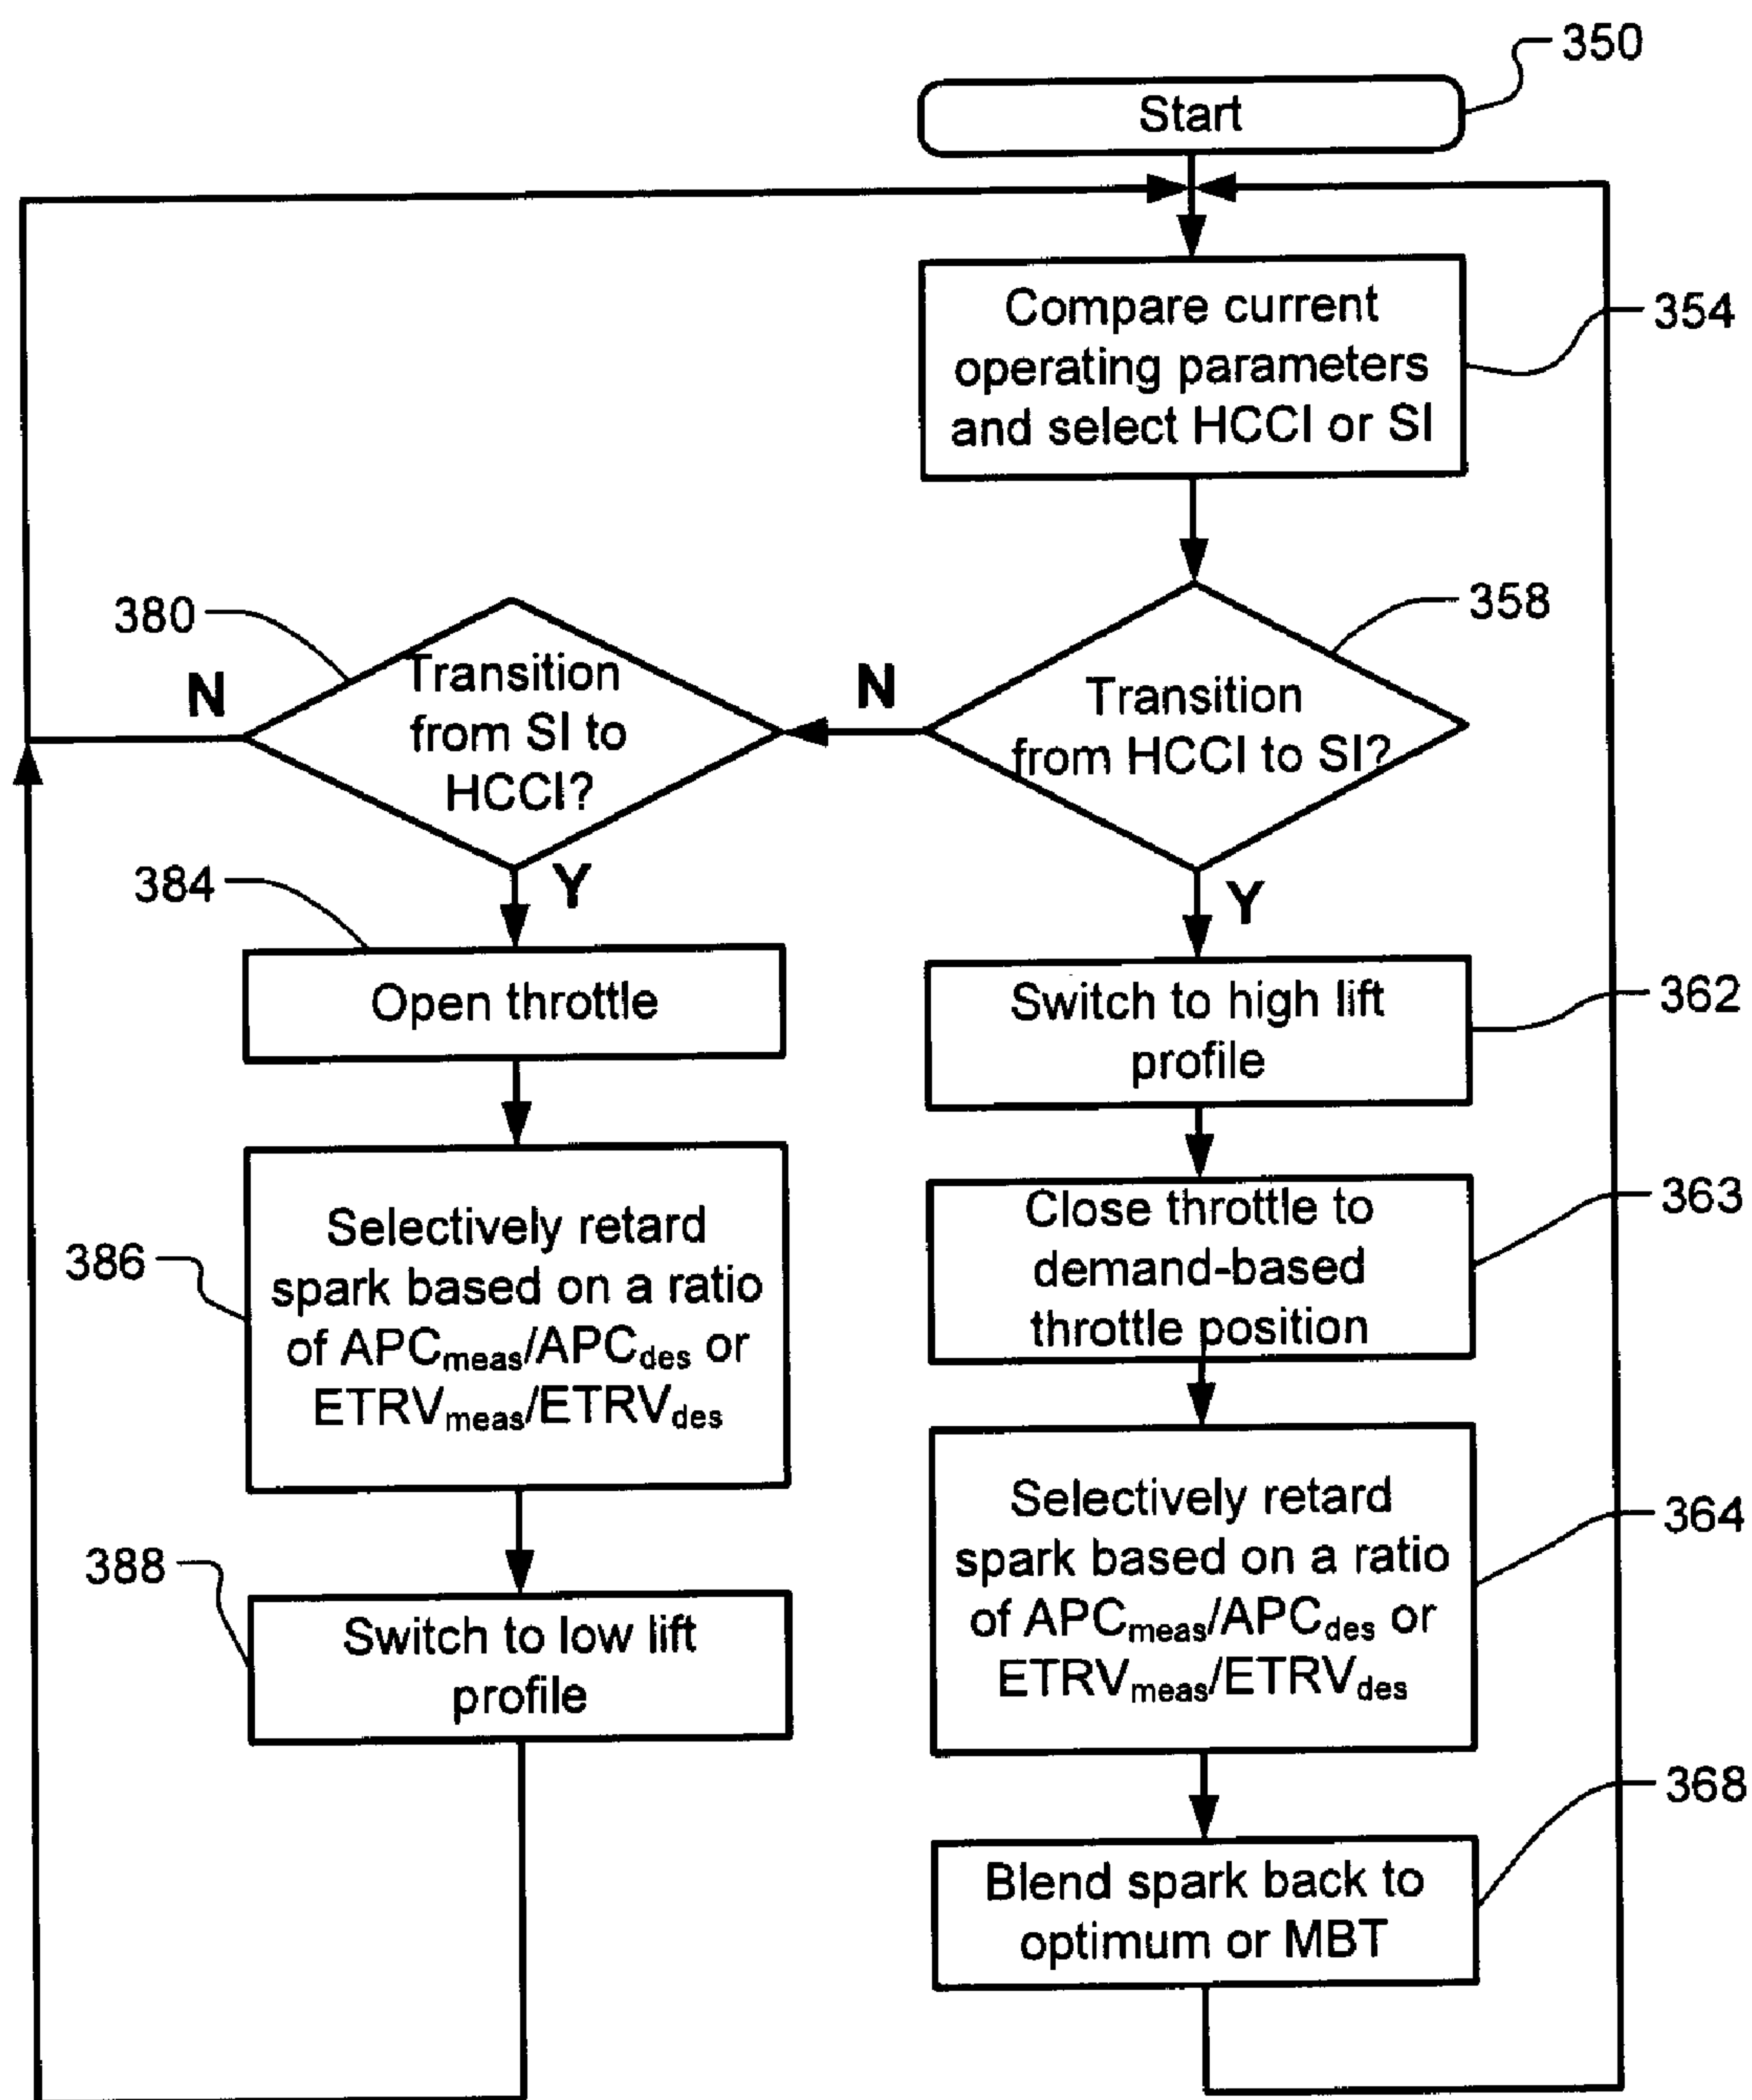 350
Start
Compare current
operating parameters
and select HCCI or SI
354
358
Transition
from HCCI to SI?
N
Y
380
Transition
from SI to
HCCI?
N
Y
384
Open throttle
386
Selectively retard
spark based on a ratio
of APCmeas/APCdes or
ETRVmeas/ETRVdes
388
Switch to low lift
profile
362
Switch to high lift
profile
363
Close throttle to
demand-based
throttle position
364
Selectively retard
spark based on a ratio
of APCmeas/APCdes or
ETRVmeas/ETRVdes
368
Blend spark back to
optimum or MBT